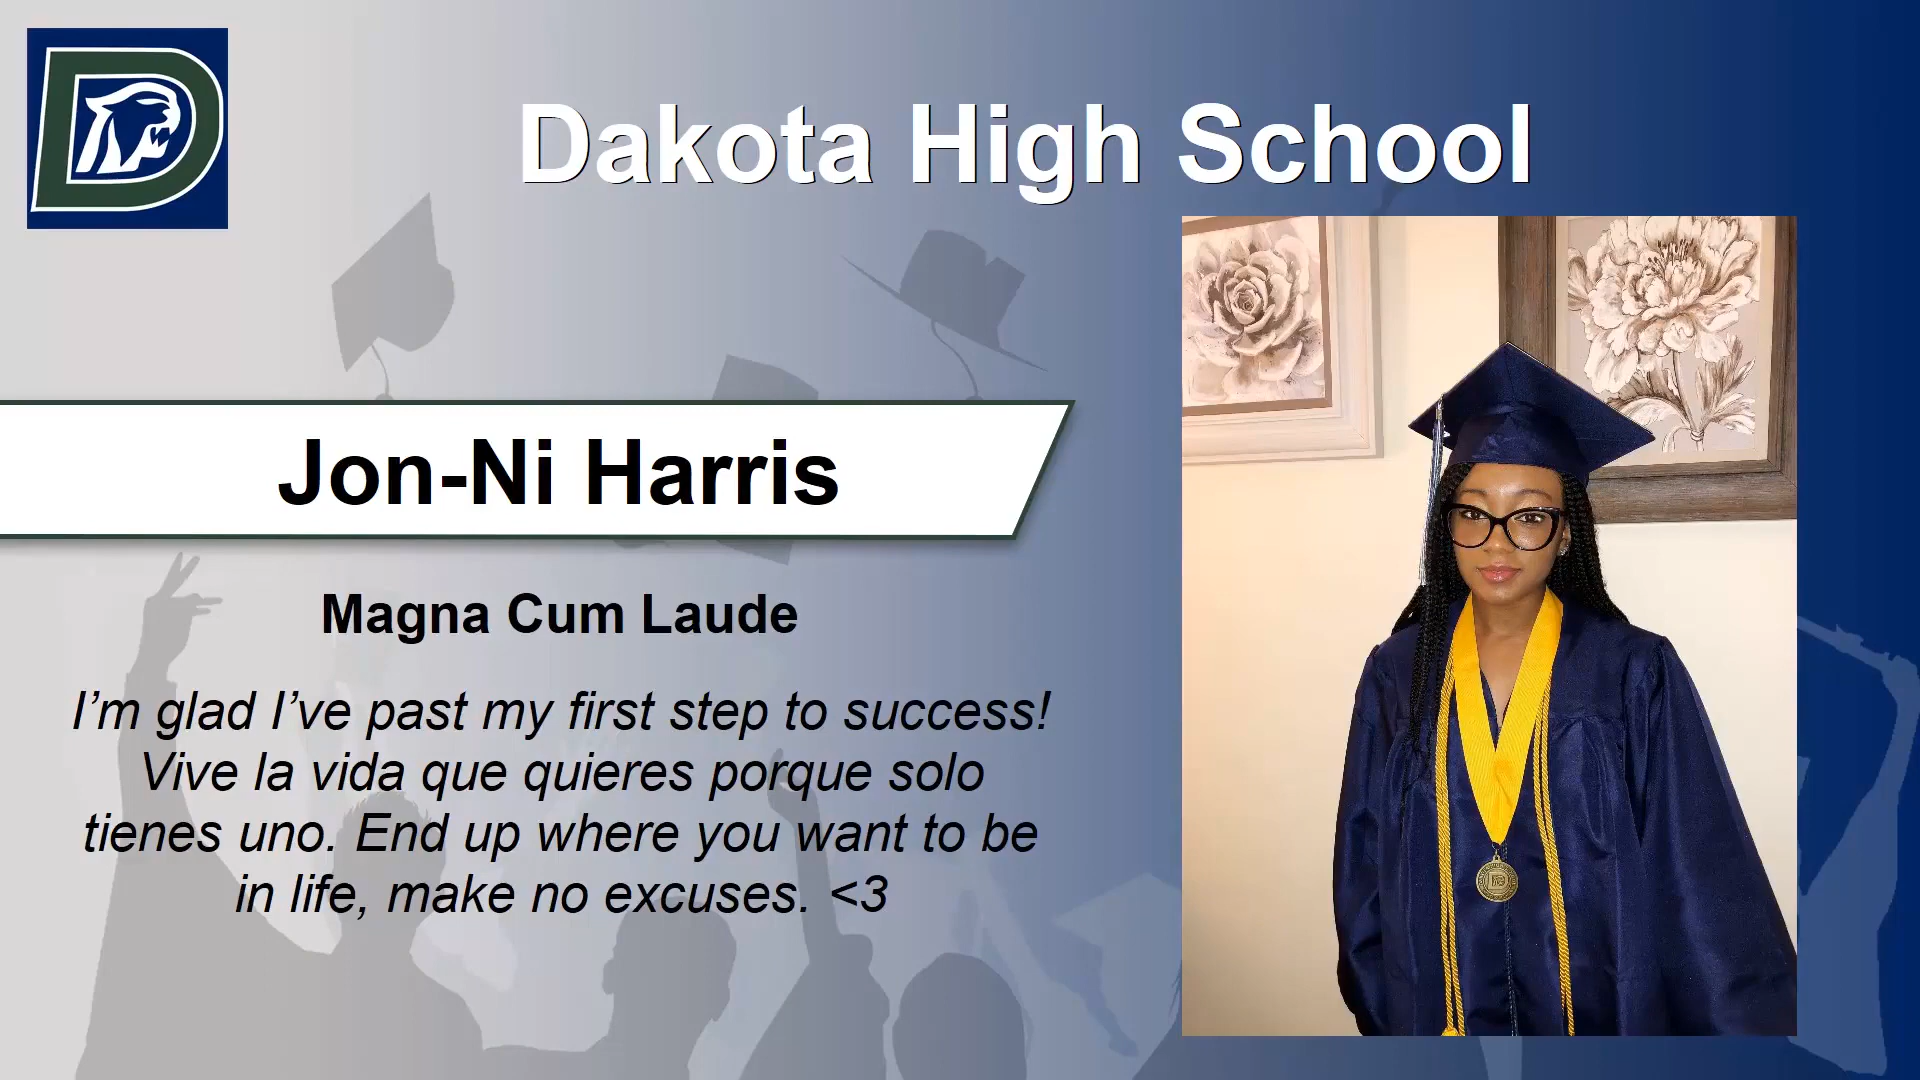 Dakota High School
Jon-Ni Harris
Magna Cum Laude
I’m glad I’ve past my first step to success!
Vive la vida que quieres porque solo
tienes uno. End up where you want to be
in life, make no excuses. <3